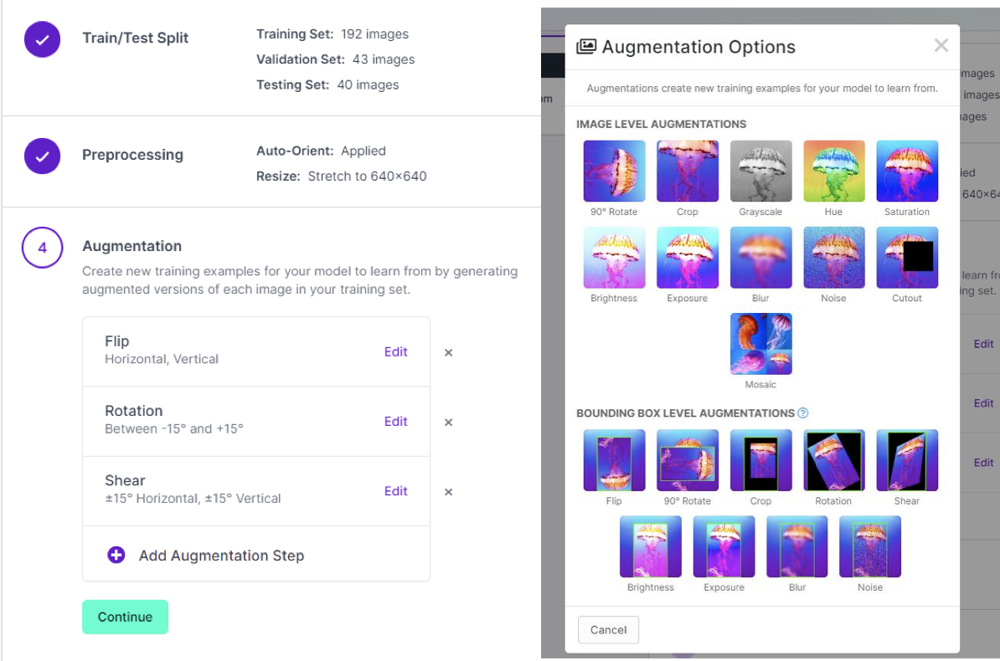 Train/Test Split
Training Set: 192 images
Validation Set: 43 images
Testing Set: 40 images
Preprocessing
Auto-Orient: Applied
Resize: Stretch to 640×640
4
Augmentation
Create new training examples for your model to learn from by generating
augmented versions of each image in your training set.
Flip
Horizontal, Vertical
Edit
×
Rotation
Between -15° and +15°
Edit
×
Shear
±15° Horizontal, ±15° Vertical
Edit
×
Add Augmentation Step
Continue
Augmentation Options
×
Augmentations create new training examples for your model to learn from.
IMAGE LEVEL AUGMENTATIONS
90° Rotate Crop Grayscale Hue Saturation
Brightness Exposure Blur Noise Cutout
Mosaic
BOUNDING BOX LEVEL AUGMENTATIONS ?
Flip 90° Rotate Crop Rotation Shear
Brightness Exposure Blur Noise
Cancel
om
mages
images
ages
ied
640×64
learn fr
ing set.
Edit
Edit
Edit